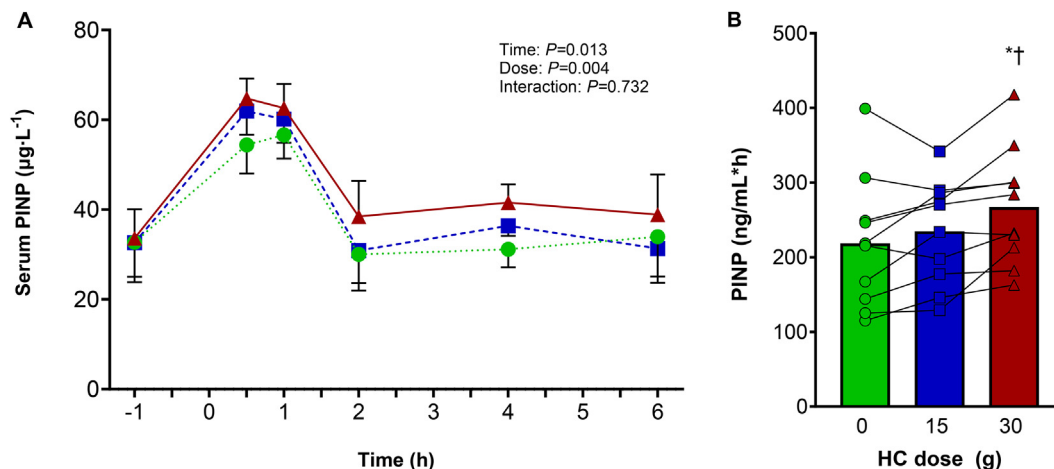 A
80
60
40
20
0
Serum PINP (µg·L⁻¹)
Time: P=0.013
Dose: P=0.004
Interaction: P=0.732
-1 0 1 2 3 4 5 6
Time (h)
B
500
400
300
200
100
0
PINP (ng/mL*h)
*†
0 15 30
HC dose (g)